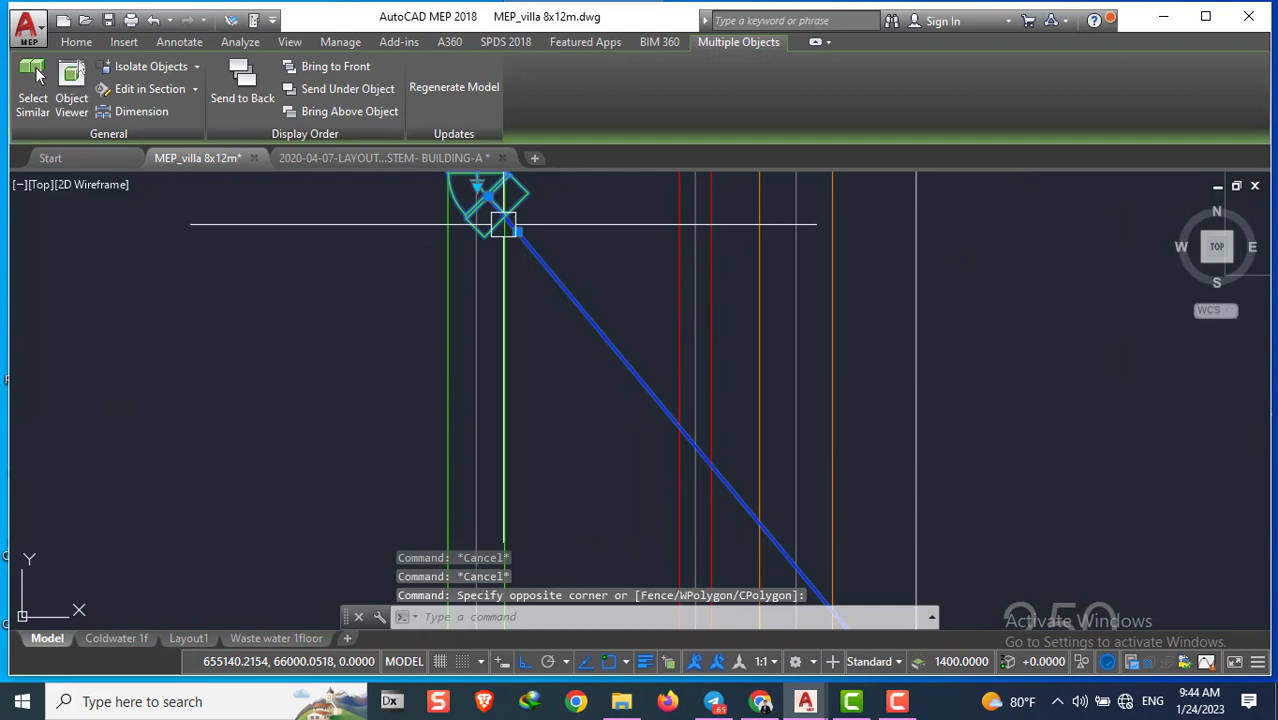 AutoCAD MEP 2018 MEP_villa 8x12m.dwg
Type a keyword or phrase
Sign In
MEP
Home Insert Annotate Analyze View Manage Add-ins A360 SPDS 2018 Featured Apps BIM 360 Multiple Objects
Select Similar
Object Viewer
Isolate Objects
Edit in Section
Dimension
Send to Back
Bring to Front
Send Under Object
Bring Above Object
Regenerate Model
General
Display Order
Updates
Start MEP_villa 8x12m* 2020-04-07-LAYOUT...STEM- BUILDING-A *
[−][Top][2D Wireframe]
N
W TOP E
S
WCS
Y
X
Command: *Cancel*
Command: *Cancel*
Command: Specify opposite corner or [Fence/WPolygon/CPolygon]:
Type a command
Activate Windows
Go to Settings to activate Windows.
Model Coldwater 1f Layout1 Waste water 1floor
655140.2154, 66000.0518, 0.0000 MODEL 1:1 Standard 1400.0000 +0.0000
Type here to search
Dx
65
80°F ENG
9:44 AM
1/24/2023